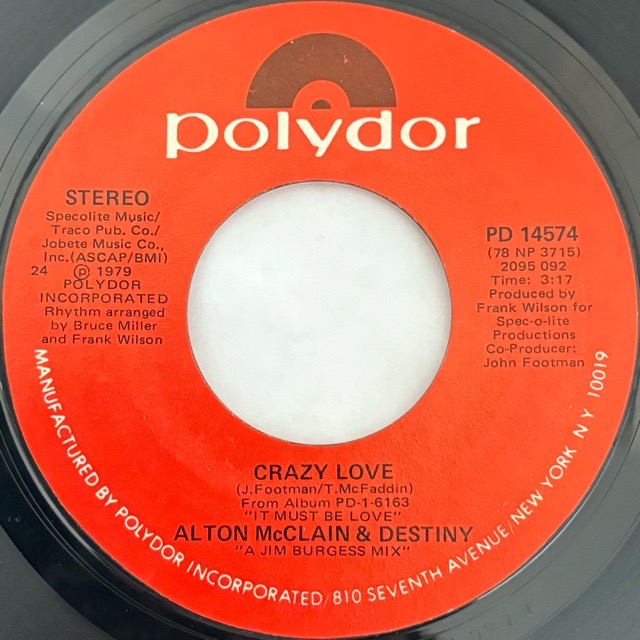 polydor
STEREO
Specolite Music/
Traco Pub. Co./
Jobete Music Co.,
Inc.(ASCAP/BMI)
24 ℗ 1979
POLYDOR
INCORPORATED
Rhythm arranged
by Bruce Miller
and Frank Wilson
PD 14574
(78 NP 3715)
2095 092
Time: 3:17
Produced by
Frank Wilson for
Spec-o-lite
Productions
Co-Producer:
John Footman
CRAZY LOVE
(J.Footman/T.McFaddin)
From Album PD-1-6163
"IT MUST BE LOVE"
ALTON McCLAIN & DESTINY
"A JIM BURGESS MIX"
MANUFACTURED BY POLYDOR INCORPORATED/810 SEVENTH AVENUE/NEW YORK NY 10019